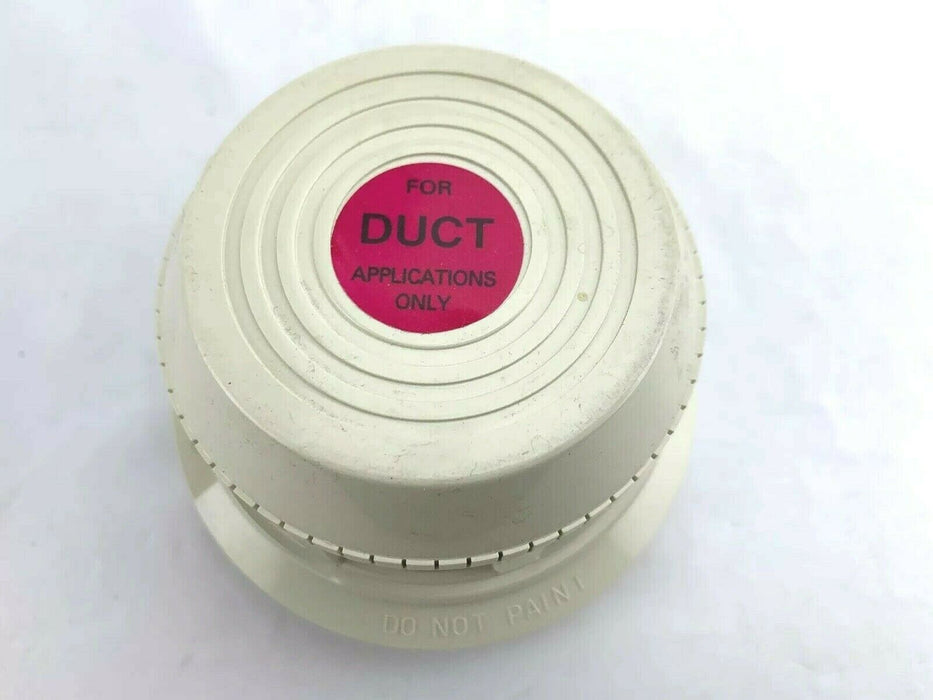 FOR
DUCT
APPLICATIONS
ONLY
DO NOT PAINT